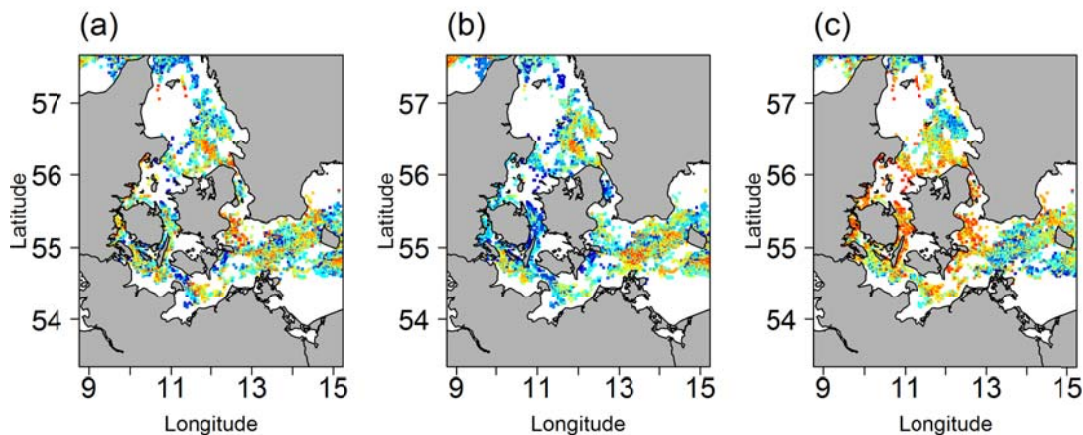 (a) (b) (c)
57 57 57
Latitude Latitude Latitude
56 56 56
55 55 55
54 54 54
9 11 13 15 9 11 13 15 9 11 13 15
Longitude Longitude Longitude